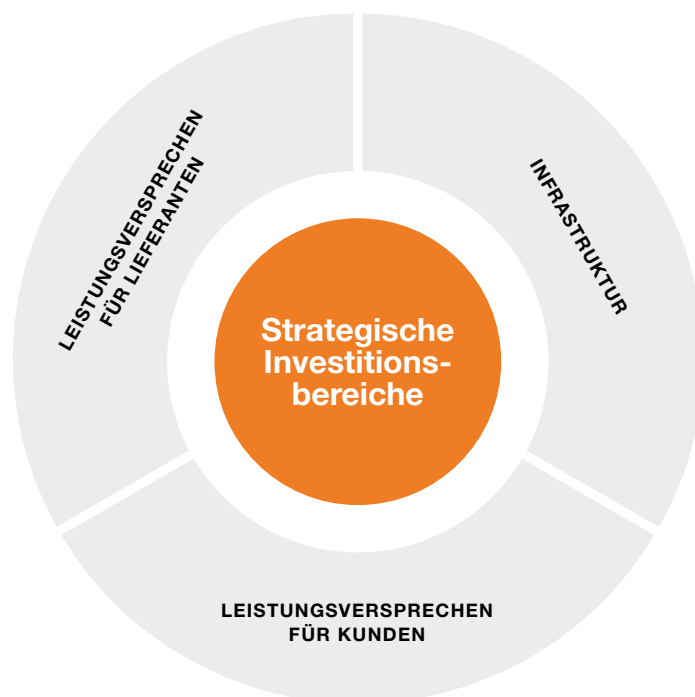 LEISTUNGSVERSPRECHEN
FÜR LIEFERANTEN
INFRASTRUKTUR
Strategische
Investitions-
bereiche
LEISTUNGSVERSPRECHEN
FÜR KUNDEN